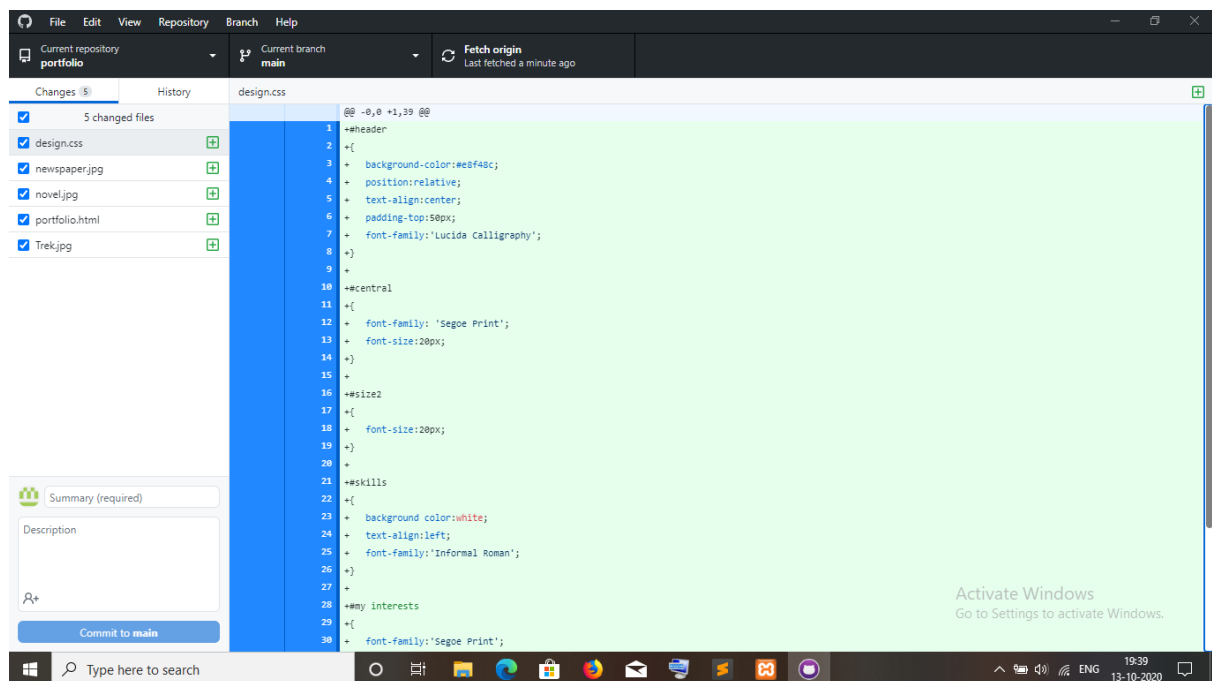 File Edit View Repository Branch Help
Current repository
portfolio
Current branch
main
Fetch origin
Last fetched a minute ago
Changes 5 History
design.css
5 changed files
design.css
newspaper.jpg
novel.jpg
portfolio.html
Trek.jpg
@@ -0,0 +1,39 @@
1 +#header
2 +{
3 + background-color:#e8f48c;
4 + position:relative;
5 + text-align:center;
6 + padding-top:50px;
7 + font-family:'Lucida Calligraphy';
8 +}
9 +
10 +#central
11 +{
12 + font-family: 'Segoe Print';
13 + font-size:20px;
14 +}
15 +
16 +#size2
17 +{
18 + font-size:20px;
19 +}
20 +
21 +#skills
22 +{
23 + background color:white;
24 + text-align:left;
25 + font-family:'Informal Roman';
26 +}
27 +
28 +#my interests
29 +{
30 + font-family:'Segoe Print';
Summary (required)
Description
Commit to main
Activate Windows
Go to Settings to activate Windows.
Type here to search
ENG
19:39
13-10-2020